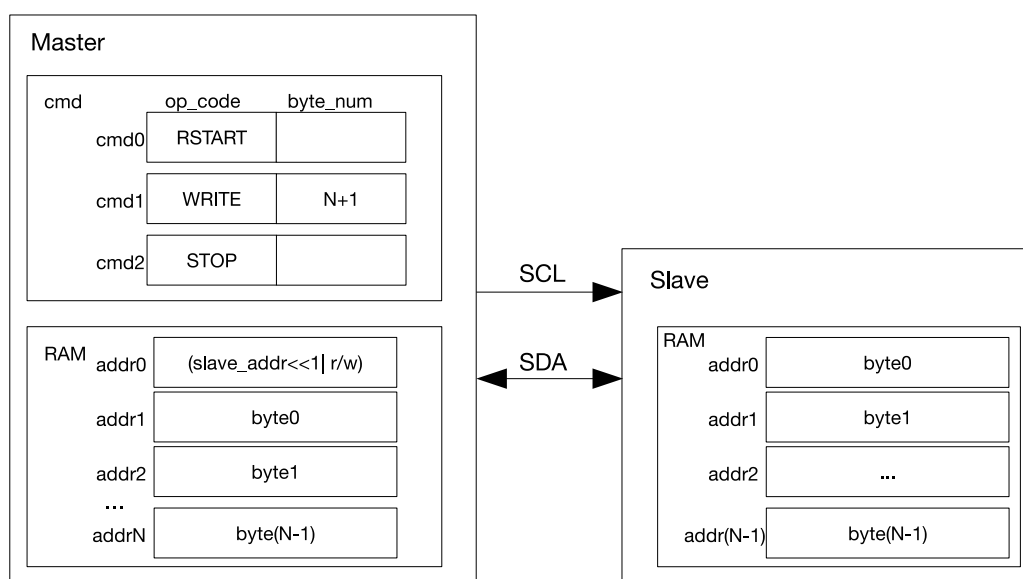 Master
cmd op_code byte_num
cmd0 RSTART
cmd1 WRITE N+1
cmd2 STOP
RAM
addr0 (slave_addr<<1| r/w)
addr1 byte0
addr2 byte1
...
addrN byte(N-1)
SCL
SDA
Slave
RAM
addr0 byte0
addr1 byte1
addr2 ...
addr(N-1) byte(N-1)